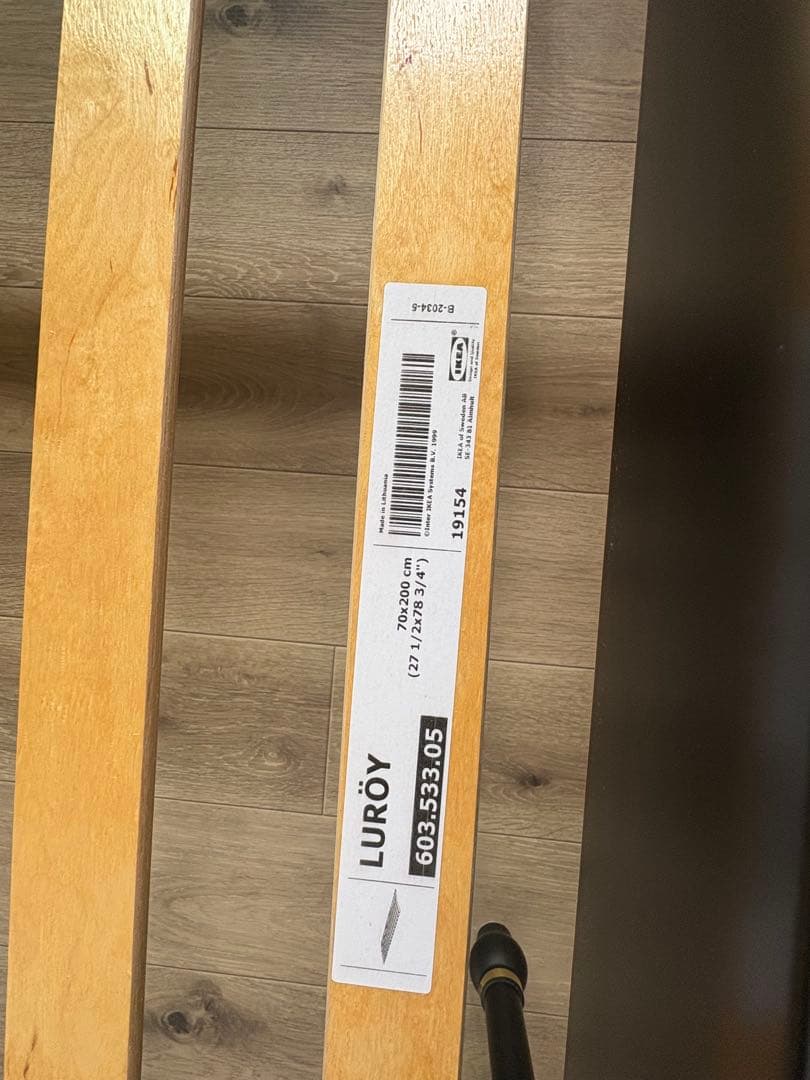 LURÖY
603.533.05
70x200 cm
(27 1/2x78 3/4")
Made in Lithuania
©Inter IKEA Systems B.V. 1999
19154
IKEA of Sweden AB
SE-343 81 Älmhult
IKEA®
Design and Quality
IKEA of Sweden
B-2034-5